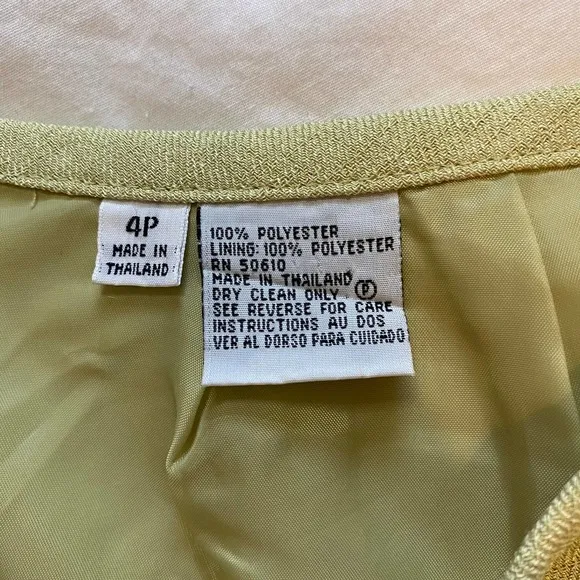 4P
MADE IN
THAILAND
100% POLYESTER
LINING: 100% POLYESTER
RN 50610
MADE IN THAILAND
DRY CLEAN ONLY Ⓟ
SEE REVERSE FOR CARE
INSTRUCTIONS AU DOS
VER AL DORSO PARA CUIDADO